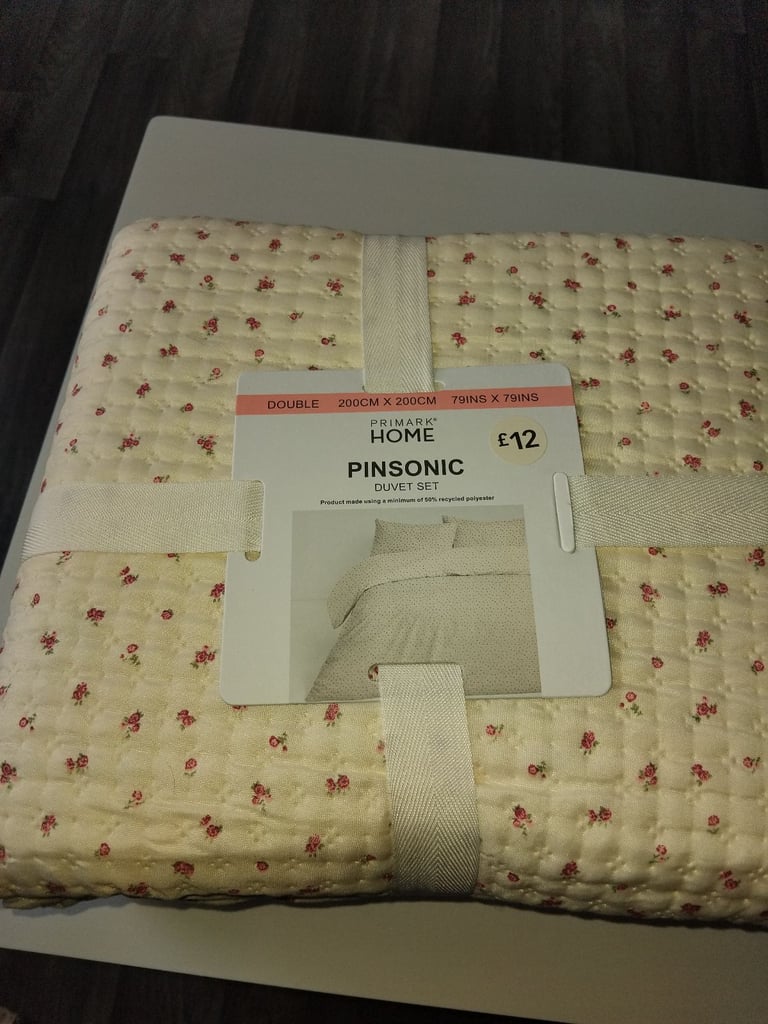 DOUBLE 200CM X 200CM 79INS X 79INS
PRIMARK®
HOME
£12
PINSONIC
DUVET SET
Product made using a minimum of 50% recycled polyester